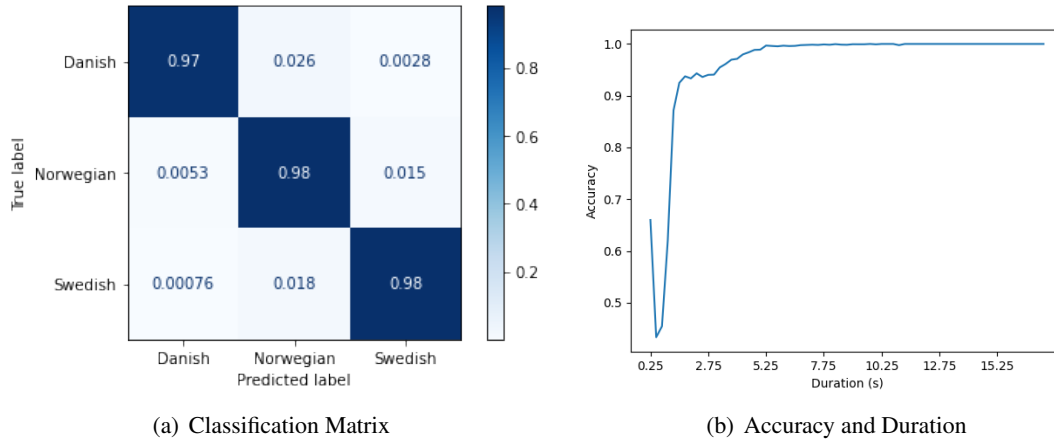 Danish
0.97
0.026
0.0028
Norwegian
0.0053
0.98
0.015
Swedish
0.00076
0.018
0.98
Danish
Norwegian
Swedish
True label
Predicted label
0.8
0.6
0.4
0.2
(a) Classification Matrix
1.0
0.9
0.8
0.7
0.6
0.5
Accuracy
0.25
2.75
5.25
7.75
10.25
12.75
15.25
Duration (s)
(b) Accuracy and Duration